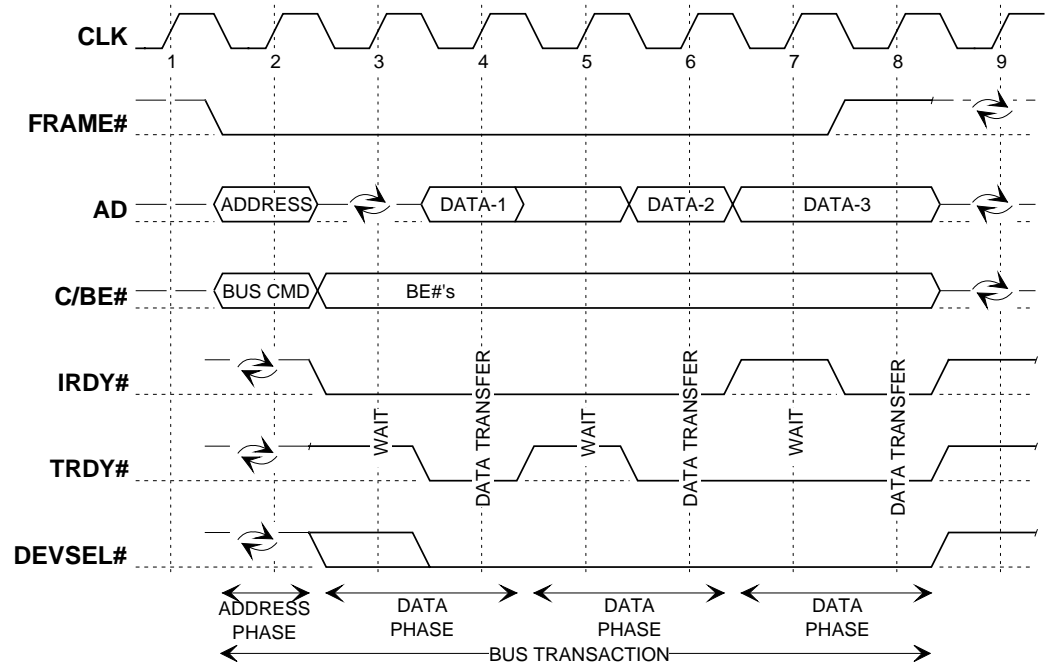 CLK
1 2 3 4 5 6 7 8 9
FRAME#
AD
ADDRESS DATA-1 DATA-2 DATA-3
C/BE#
BUS CMD BE#'s
IRDY#
WAIT
DATA TRANSFER
WAIT
DATA TRANSFER
WAIT
DATA TRANSFER
TRDY#
DEVSEL#
ADDRESS
PHASE
DATA
PHASE
DATA
PHASE
DATA
PHASE
BUS TRANSACTION